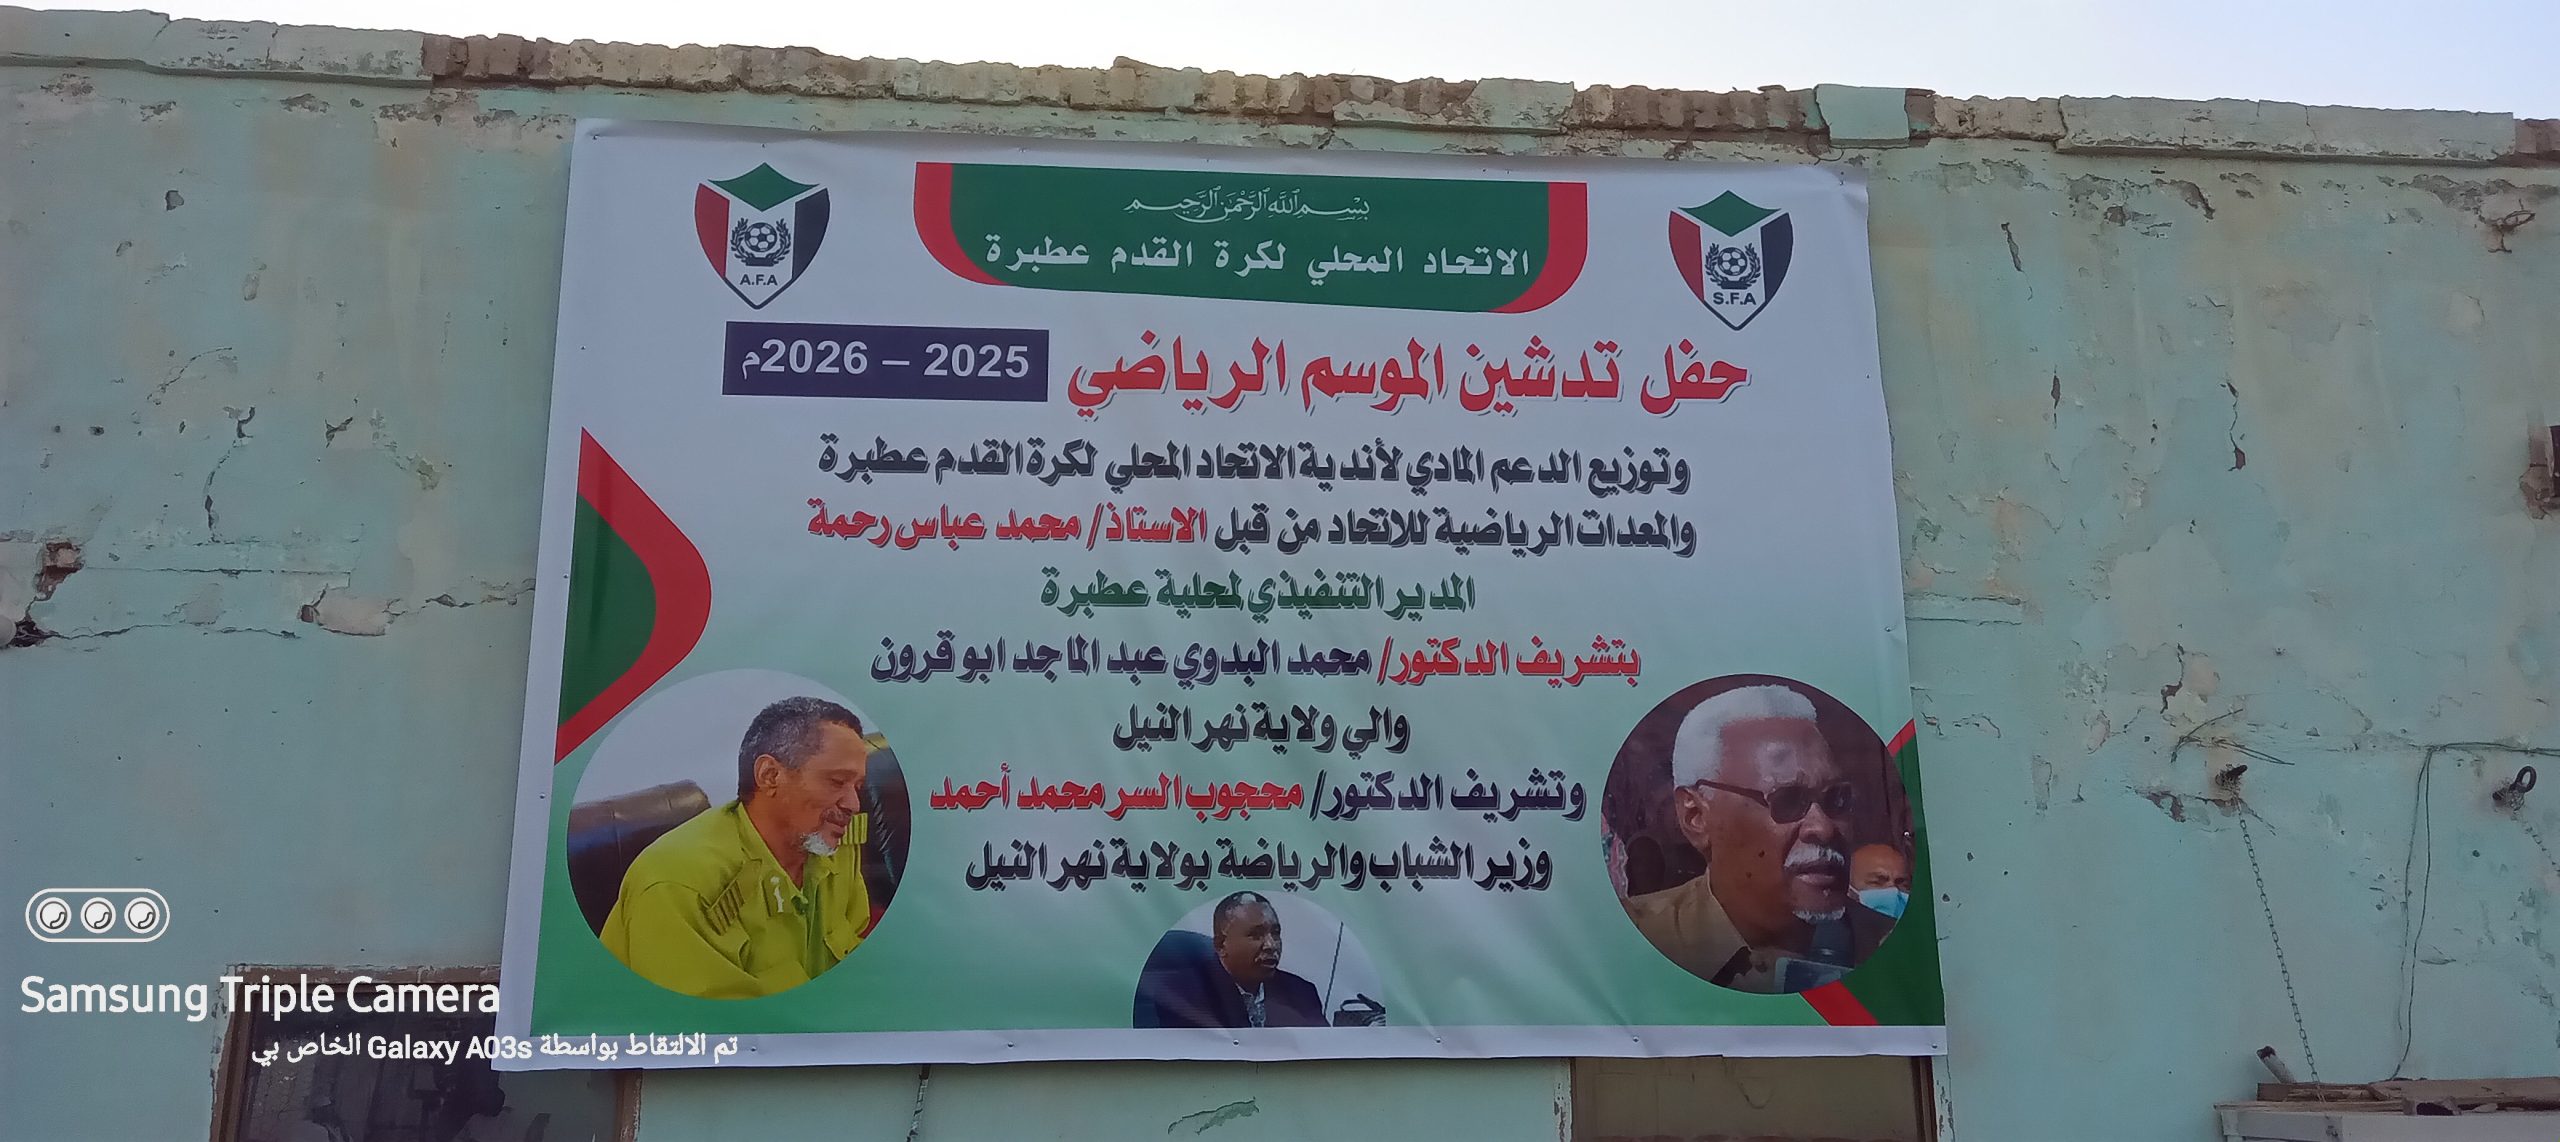 بسم الله الرحمن الرحيم
الاتحاد المحلي لكرة القدم عطبرة
A.F.A
S.F.A
حفل تدشين الموسم الرياضي 2025 – 2026م
وتوزيع الدعم المادي لأندية الاتحاد المحلي لكرة القدم عطبرة
والمعدات الرياضية للاتحاد من قبل الاستاذ/ محمد عباس رحمة
المدير التنفيذي لمحلية عطبرة
بتشريف الدكتور/ محمد البدوي عبد الماجد ابو قرون
والي ولاية نهر النيل
وتشريف الدكتور/ محجوب السر محمد أحمد
وزير الشباب والرياضة بولاية نهر النيل
Samsung Triple Camera
تم الالتقاط بواسطة Galaxy A03s الخاص بي